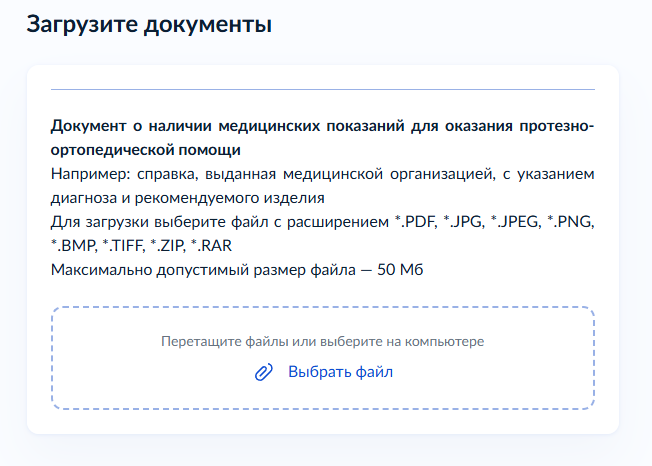 Загрузите документы
Документ о наличии медицинских показаний для оказания протезно-
ортопедической помощи
Например: справка, выданная медицинской организацией, с указанием
диагноза и рекомендуемого изделия
Для загрузки выберите файл с расширением *.PDF, *.JPG, *.JPEG, *.PNG,
*.BMP, *.TIFF, *.ZIP, *.RAR
Максимально допустимый размер файла — 50 Мб
Перетащите файлы или выберите на компьютере
Выбрать файл